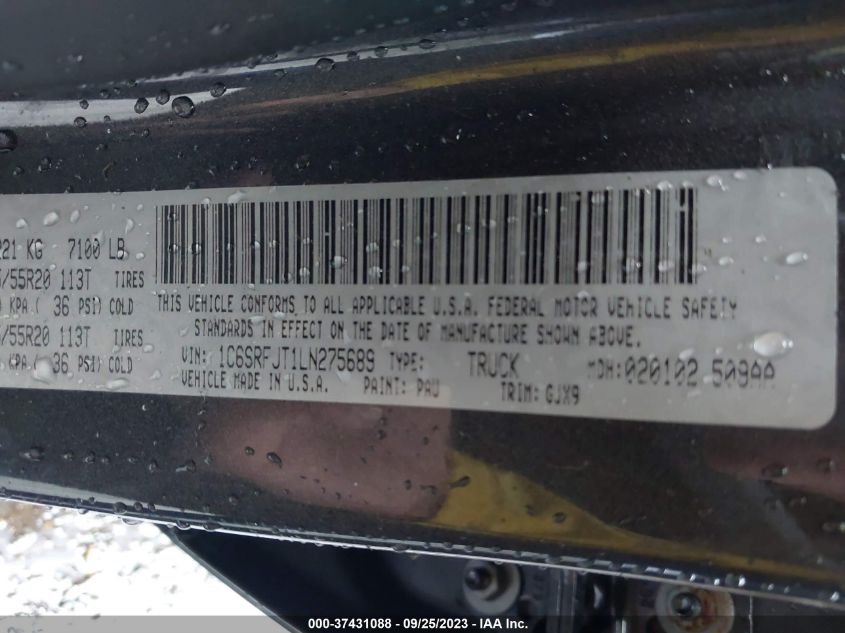 221 KG 7100 LB
/55R20 113T TIRES
KPA ( 36 PSI) COLD
/55R20 113T TIRES
KPA/( 36 PSI) COLD
THIS VEHICLE CONFORMS TO ALL APPLICABLE U.S.A. FEDERAL MOTOR VEHICLE SAFETY
STANDARDS IN EFFECT ON THE DATE OF MANUFACTURE SHOWN ABOVE.
VIN: 1C6SRFJT1LN275689 TYPE: TRUCK MDH:020102 509AA
VEHICLE MADE IN U.S.A. PAINT: PAU TRIM: GJX9
000-37431088 - 09/25/2023 - Copyright © IAA, Inc.